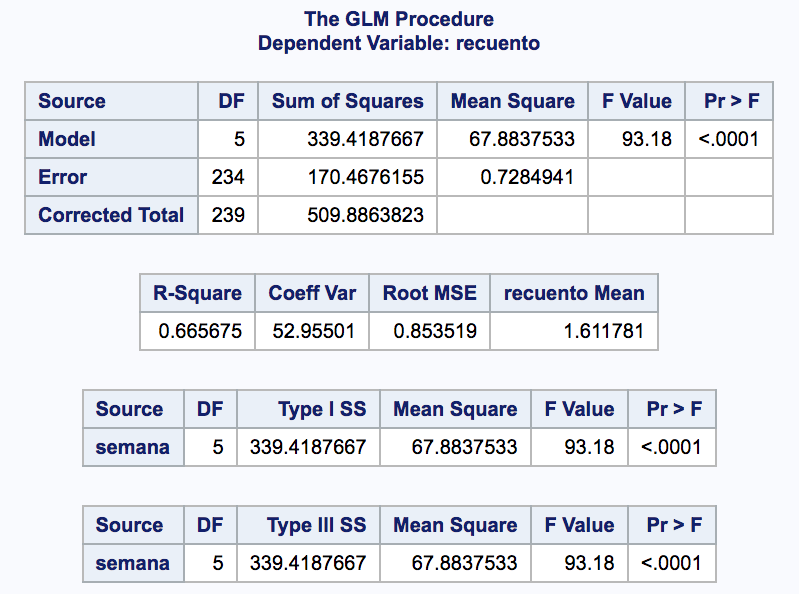 The GLM Procedure
Dependent Variable: recuento
Source DF Sum of Squares Mean Square F Value Pr > F
Model 5 339.4187667 67.8837533 93.18 <.0001
Error 234 170.4676155 0.7284941
Corrected Total 239 509.8863823
R-Square Coeff Var Root MSE recuento Mean
0.665675 52.95501 0.853519 1.611781
Source DF Type I SS Mean Square F Value Pr > F
semana 5 339.4187667 67.8837533 93.18 <.0001
Source DF Type III SS Mean Square F Value Pr > F
semana 5 339.4187667 67.8837533 93.18 <.0001